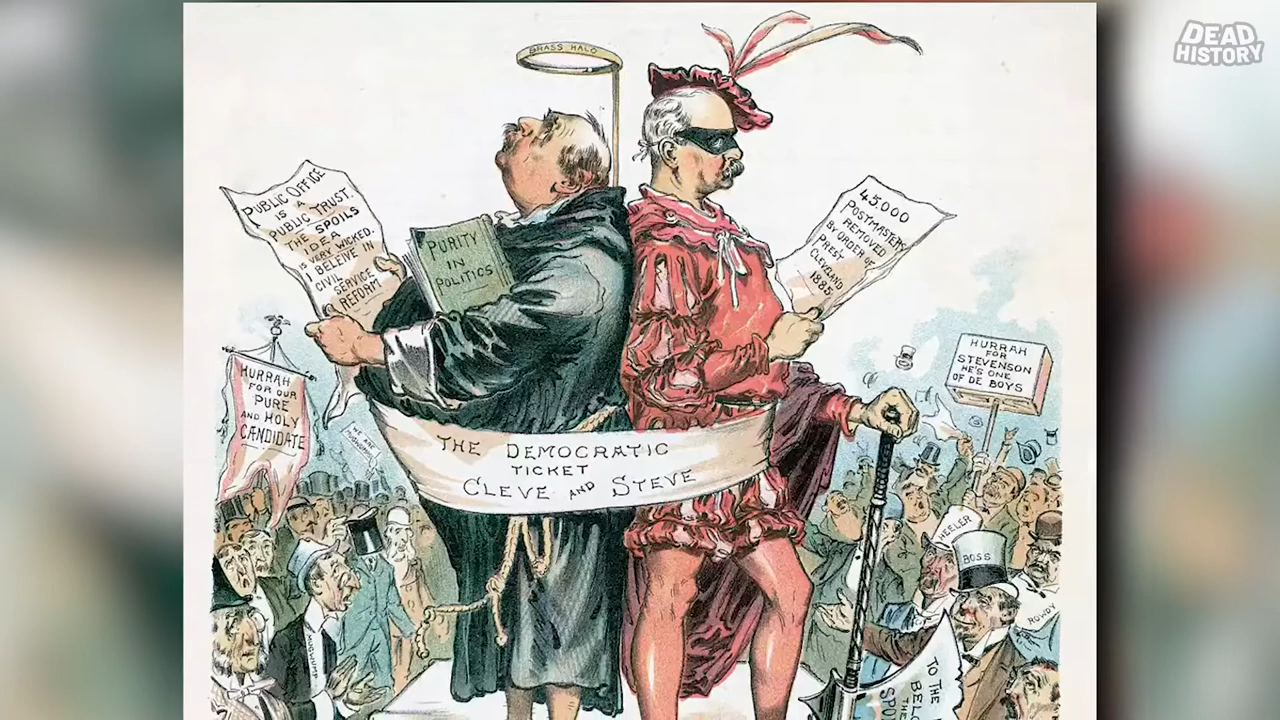 DEAD
HISTORY
BRASS HALO
PUBLIC OFFICE
IS A
PUBLIC TRUST.
THE SPOILS
IDEA
IS VERY WICKED.
I BELEIVE IN
CIVIL
SERVICE
REFORM
PURITY
IN
POLITICS
45000
POSTMASTERS
REMOVED
BY ORDER OF
PREST
CLEVELAND
1885
HURRAH
FOR OUR
PURE
AND HOLY
CANDIDATE
HURRAH
FOR
STEVENSON
HE'S ONE
OF DE BOYS
THE DEMOCRATIC
TICKET
CLEVE AND STEVE
HEELER
BOSS
ROWDY
MUGWUMP
TO THE